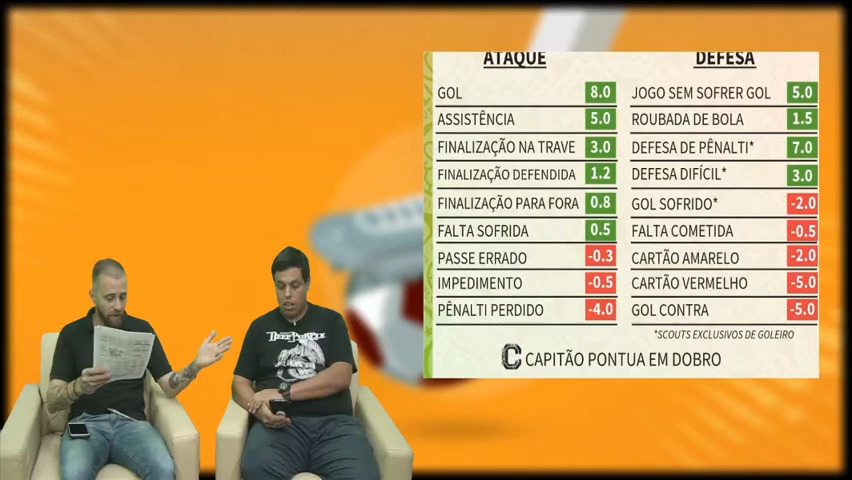 ATAQUE
GOL 8.0
ASSISTÊNCIA 5.0
FINALIZAÇÃO NA TRAVE 3.0
FINALIZAÇÃO DEFENDIDA 1.2
FINALIZAÇÃO PARA FORA 0.8
FALTA SOFRIDA 0.5
PASSE ERRADO -0.3
IMPEDIMENTO -0.5
PÊNALTI PERDIDO -4.0
DEFESA
JOGO SEM SOFRER GOL 5.0
ROUBADA DE BOLA 1.5
DEFESA DE PÊNALTI* 7.0
DEFESA DIFÍCIL* 3.0
GOL SOFRIDO* -2.0
FALTA COMETIDA -0.5
CARTÃO AMARELO -2.0
CARTÃO VERMELHO -5.0
GOL CONTRA -5.0
*SCOUTS EXCLUSIVOS DE GOLEIRO
C CAPITÃO PONTUA EM DOBRO
DEEP PURPLE